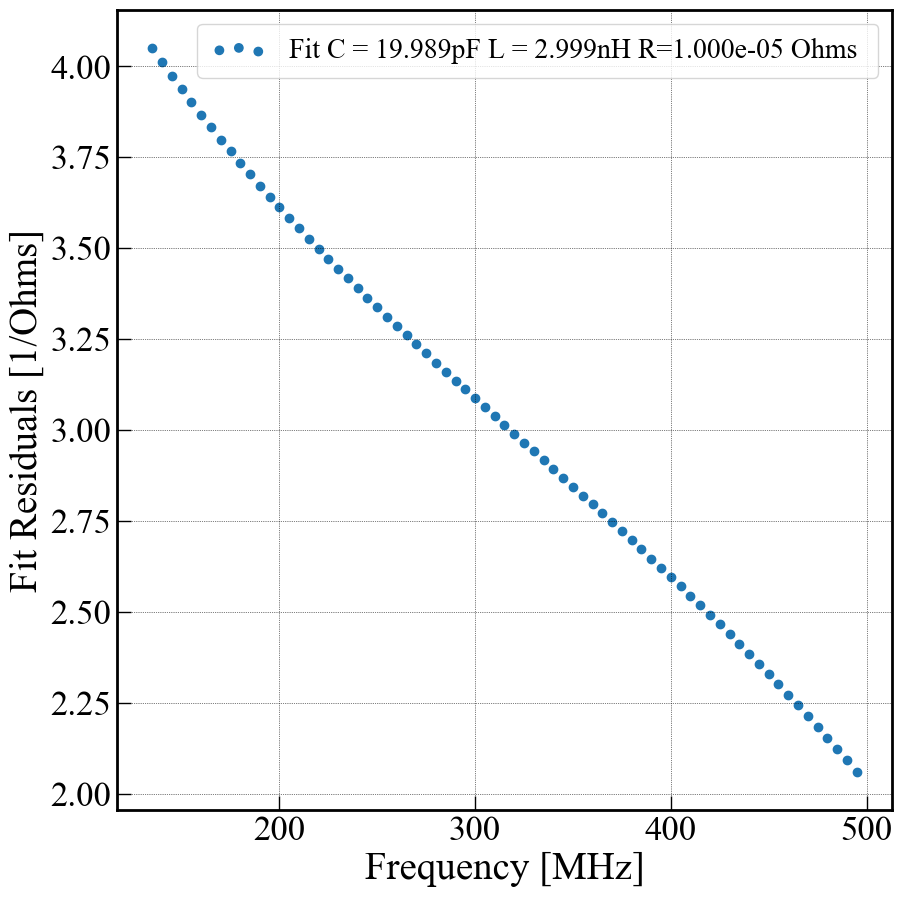 Fit C = 19.989pF L = 2.999nH R=1.000e-05 Ohms
4.00
3.75
3.50
3.25
3.00
2.75
2.50
2.25
2.00
Fit Residuals [1/Ohms]
200 300 400 500
Frequency [MHz]